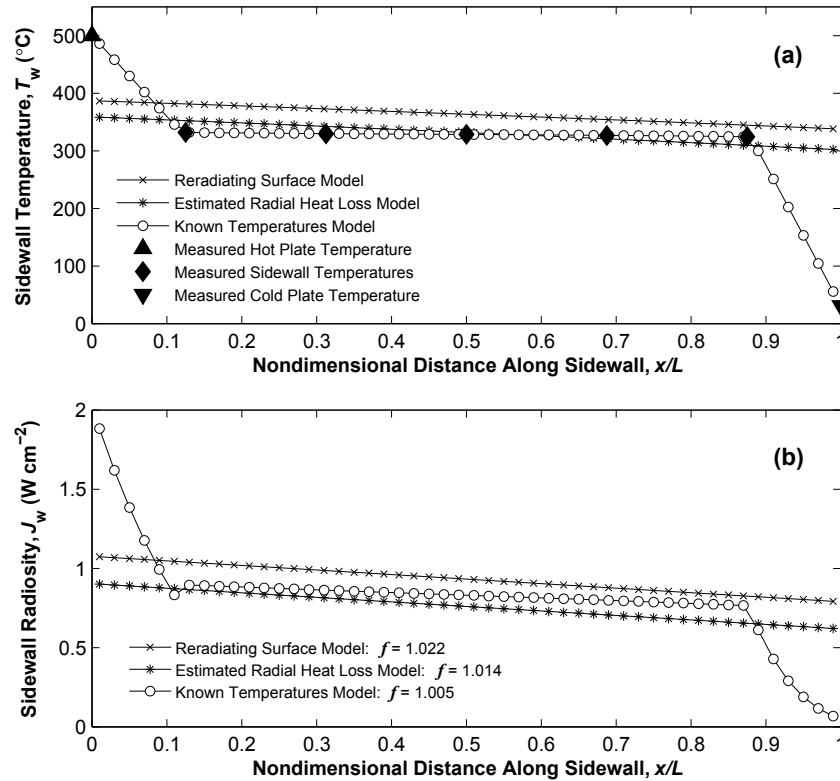 (a)
Sidewall Temperature, T_w (°C)
500
400
300
200
100
0
Reradiating Surface Model
Estimated Radial Heat Loss Model
Known Temperatures Model
Measured Hot Plate Temperature
Measured Sidewall Temperatures
Measured Cold Plate Temperature
0 0.1 0.2 0.3 0.4 0.5 0.6 0.7 0.8 0.9 1
Nondimensional Distance Along Sidewall, x/L
(b)
Sidewall Radiosity, J_w (W cm−2)
2
1.5
1
0.5
0
Reradiating Surface Model: f = 1.022
Estimated Radial Heat Loss Model: f = 1.014
Known Temperatures Model: f = 1.005
0 0.1 0.2 0.3 0.4 0.5 0.6 0.7 0.8 0.9 1
Nondimensional Distance Along Sidewall, x/L